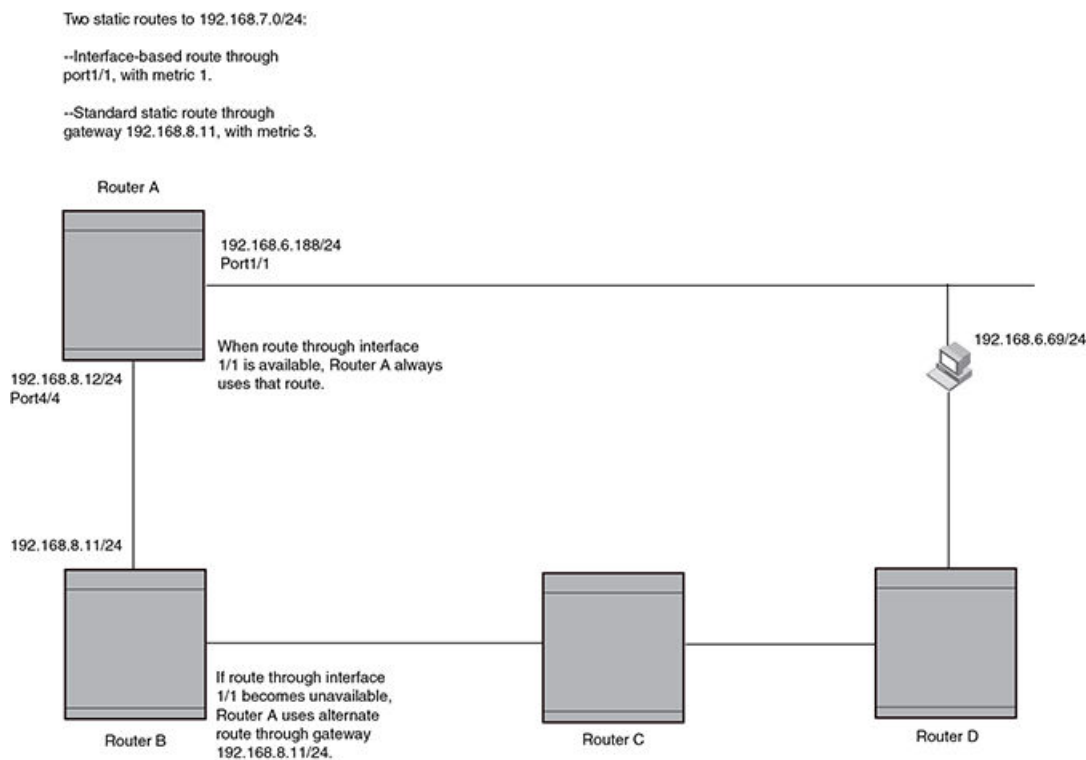 Two static routes to 192.168.7.0/24:
--Interface-based route through
port1/1, with metric 1.
--Standard static route through
gateway 192.168.8.11, with metric 3.
Router A
192.168.6.188/24
Port1/1
When route through interface
1/1 is available, Router A always
uses that route.
192.168.6.69/24
192.168.8.12/24
Port4/4
192.168.8.11/24
If route through interface
1/1 becomes unavailable,
Router A uses alternate
route through gateway
192.168.8.11/24.
Router B
Router C
Router D